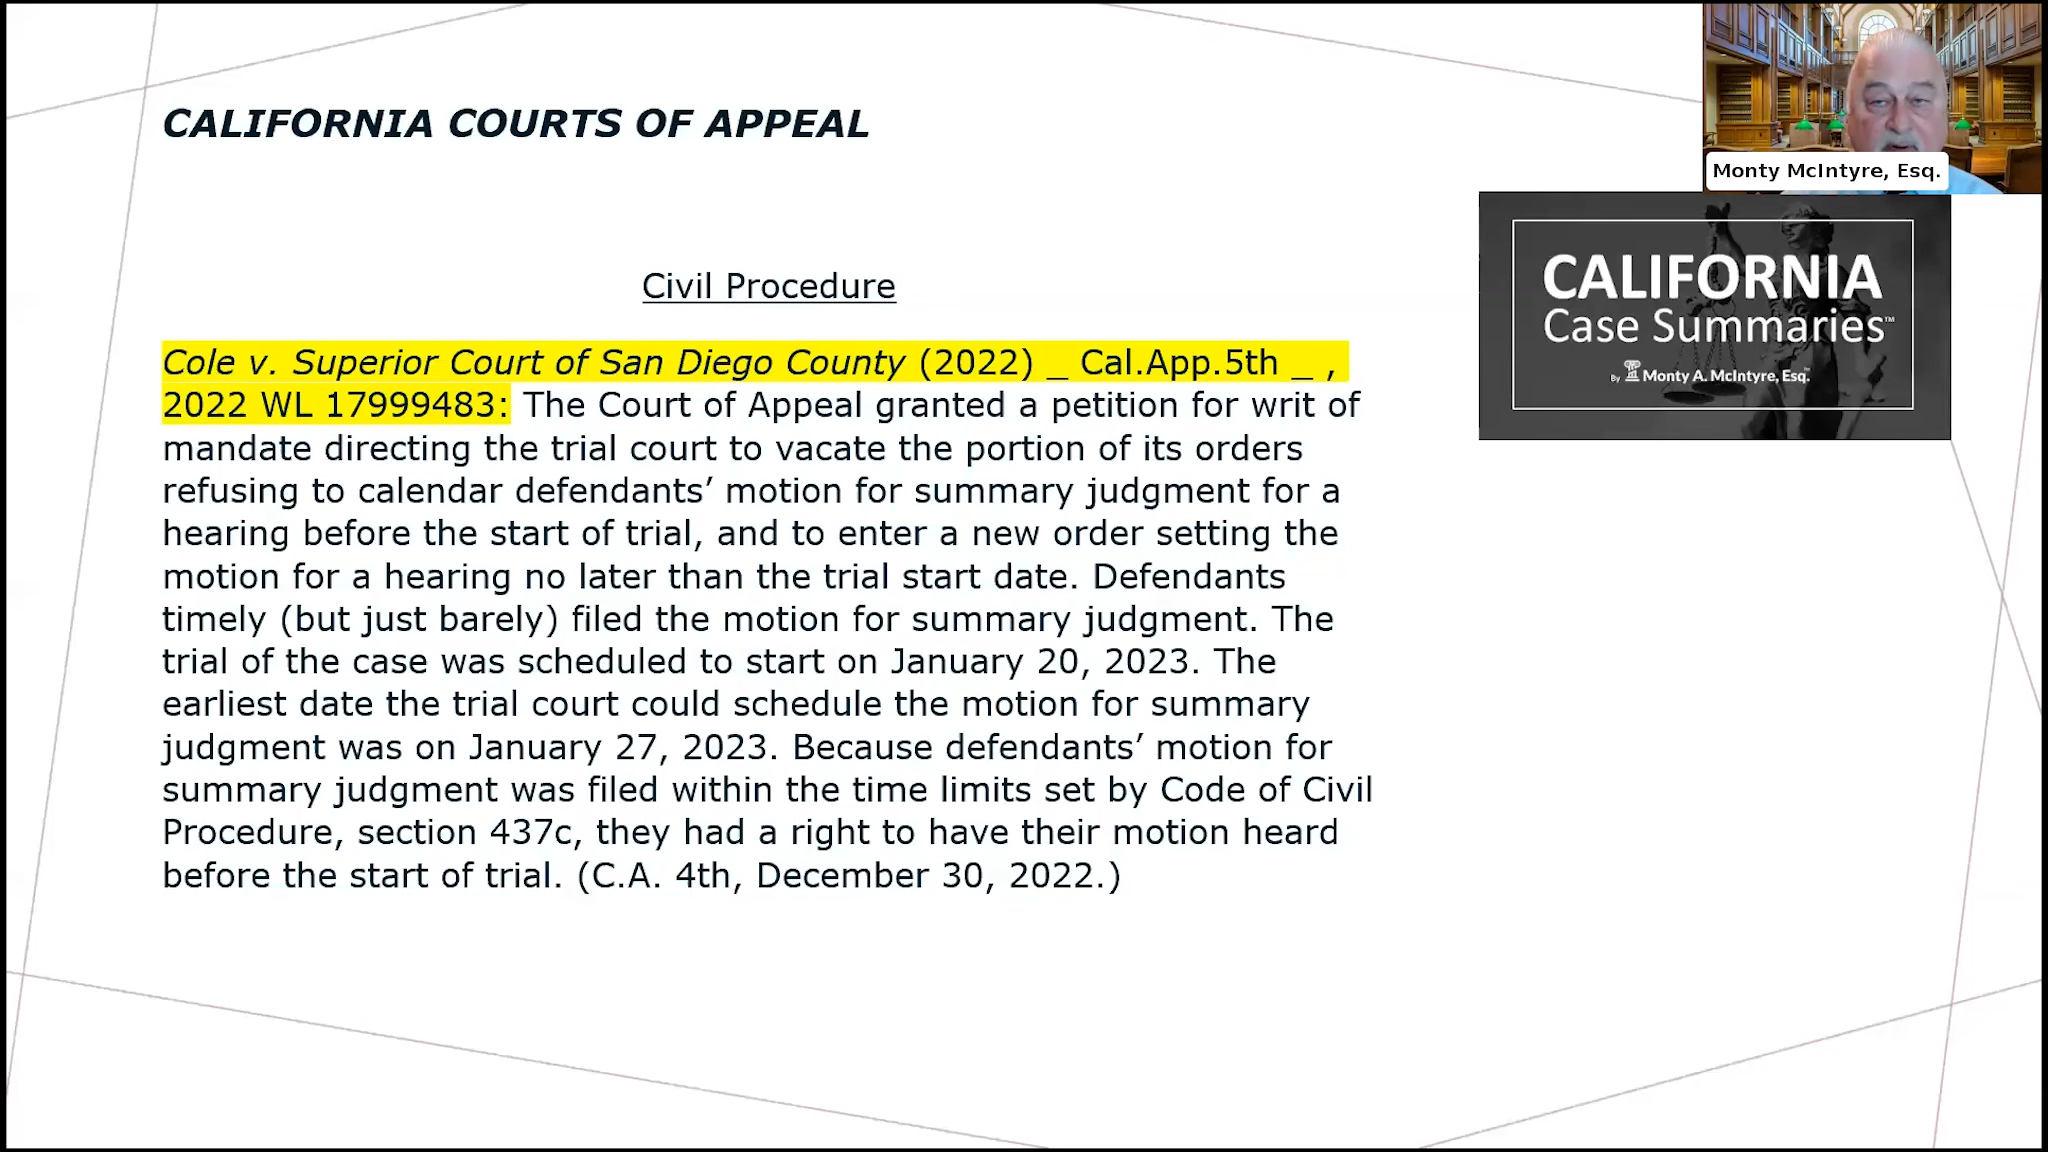 CALIFORNIA COURTS OF APPEAL
Monty McIntyre, Esq.
CALIFORNIA
Case Summaries™
By Monty A. McIntyre, Esq.
Civil Procedure
Cole v. Superior Court of San Diego County (2022) _ Cal.App.5th _ ,
2022 WL 17999483: The Court of Appeal granted a petition for writ of
mandate directing the trial court to vacate the portion of its orders
refusing to calendar defendants’ motion for summary judgment for a
hearing before the start of trial, and to enter a new order setting the
motion for a hearing no later than the trial start date. Defendants
timely (but just barely) filed the motion for summary judgment. The
trial of the case was scheduled to start on January 20, 2023. The
earliest date the trial court could schedule the motion for summary
judgment was on January 27, 2023. Because defendants’ motion for
summary judgment was filed within the time limits set by Code of Civil
Procedure, section 437c, they had a right to have their motion heard
before the start of trial. (C.A. 4th, December 30, 2022.)